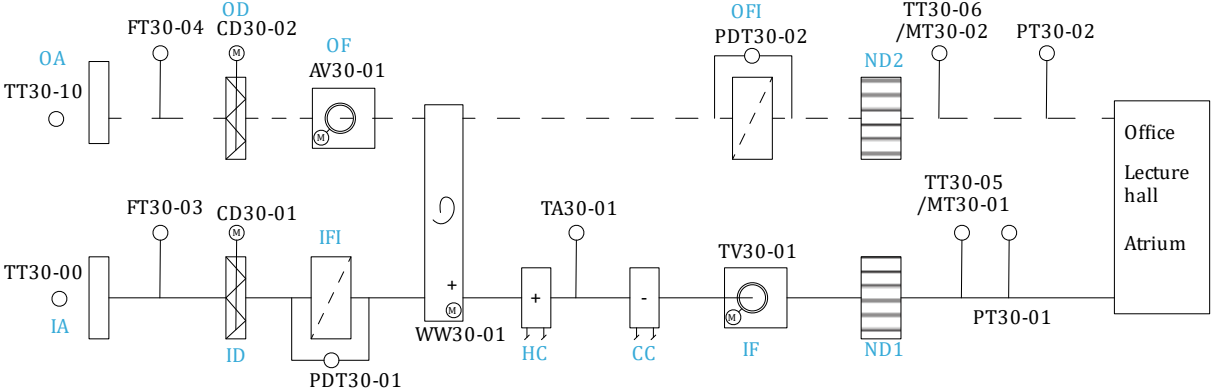 OD
OFI
TT30-06
/MT30-02
FT30-04
CD30-02
PDT30-02
PT30-02
M
OF
OA
ND2
AV30-01
TT30-10
M
Office
Lecture
hall
Atrium
TT30-05
/MT30-01
FT30-03
CD30-01
TA30-01
M
IFI
TV30-01
TT30-00
+
M
+
-
M
IA
PT30-01
WW30-01
ID
HC
CC
IF
ND1
PDT30-01